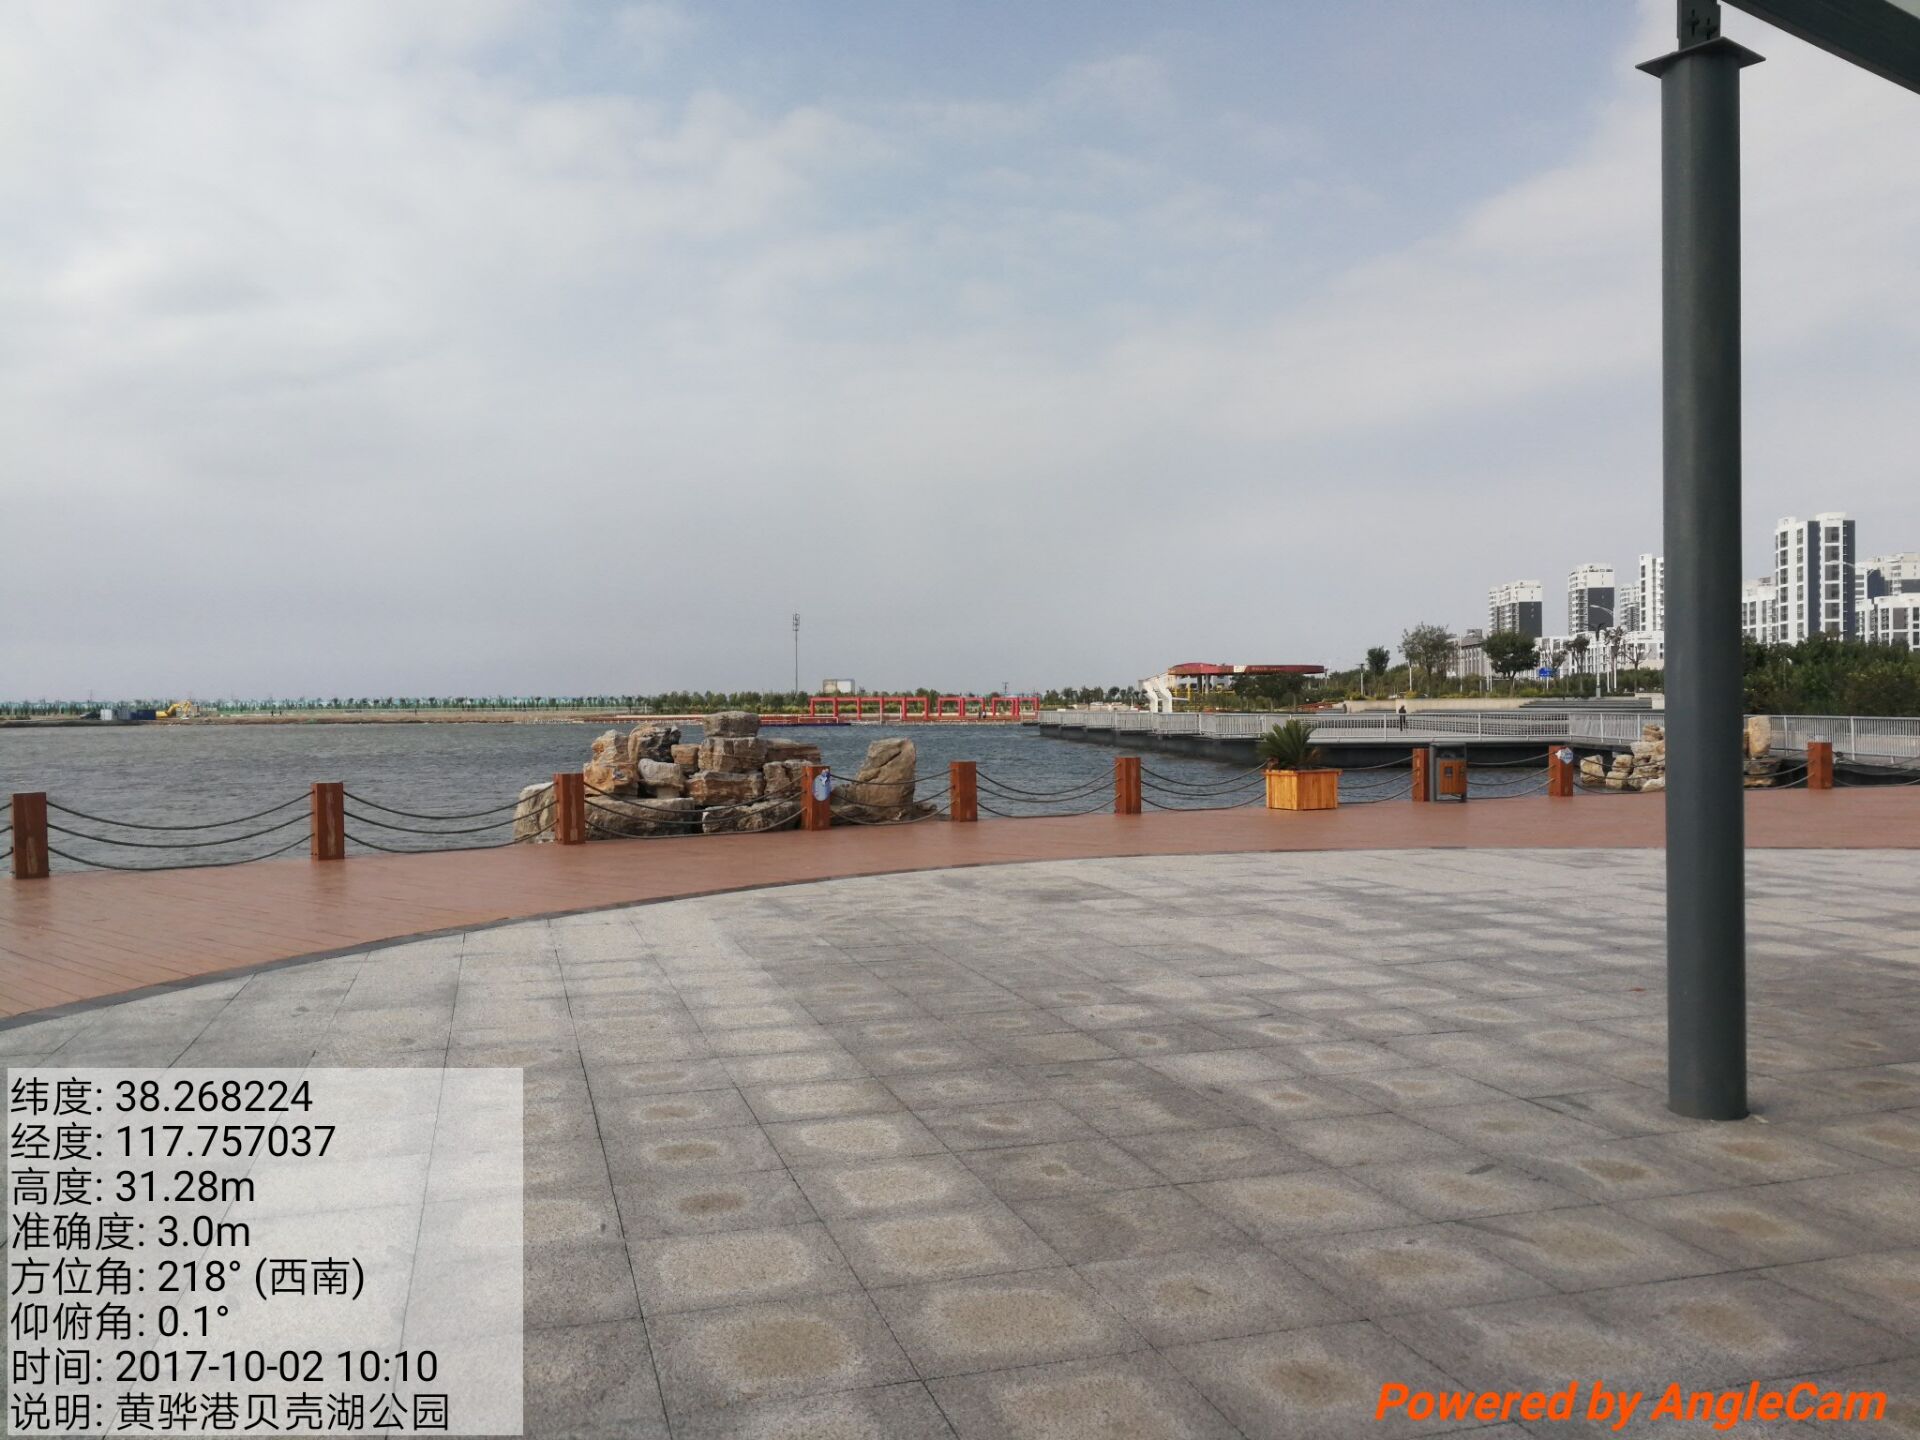 纬度: 38.268224
经度: 117.757037
高度: 31.28m
准确度: 3.0m
方位角: 218° (西南)
仰俯角: 0.1°
时间: 2017-10-02 10:10
说明: 黄骅港贝壳湖公园
Powered by AngleCam